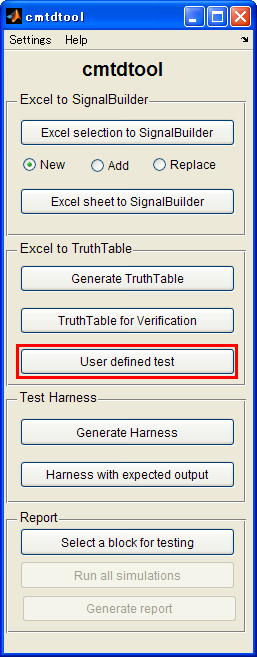 cmtdtool
Settings Help
cmtdtool
Excel to SignalBuilder
Excel selection to SignalBuilder
New Add Replace
Excel sheet to SignalBuilder
Excel to TruthTable
Generate TruthTable
TruthTable for Verification
User defined test
Test Harness
Generate Harness
Harness with expected output
Report
Select a block for testing
Run all simulations
Generate report